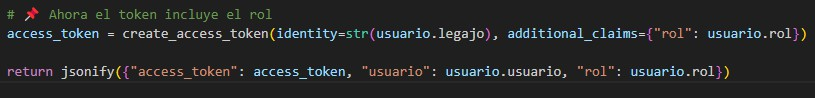 # 📌 Ahora el token incluye el rol
access_token = create_access_token(identity=str(usuario.legajo), additional_claims={"rol": usuario.rol})
return jsonify({"access_token": access_token, "usuario": usuario.usuario, "rol": usuario.rol})